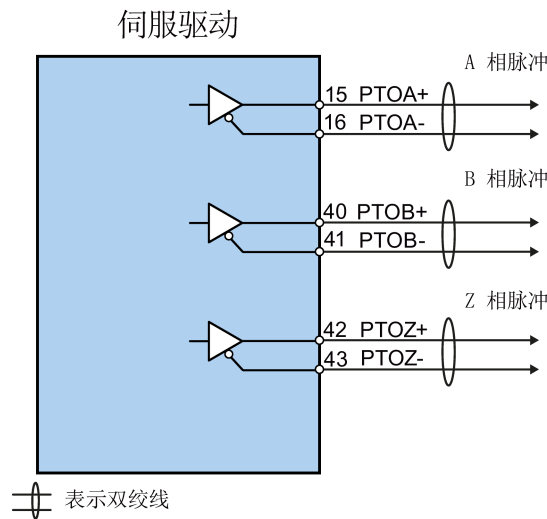 伺服驱动
A 相脉冲
15 PTOA+
16 PTOA-
B 相脉冲
40 PTOB+
41 PTOB-
Z 相脉冲
42 PTOZ+
43 PTOZ-
表示双绞线